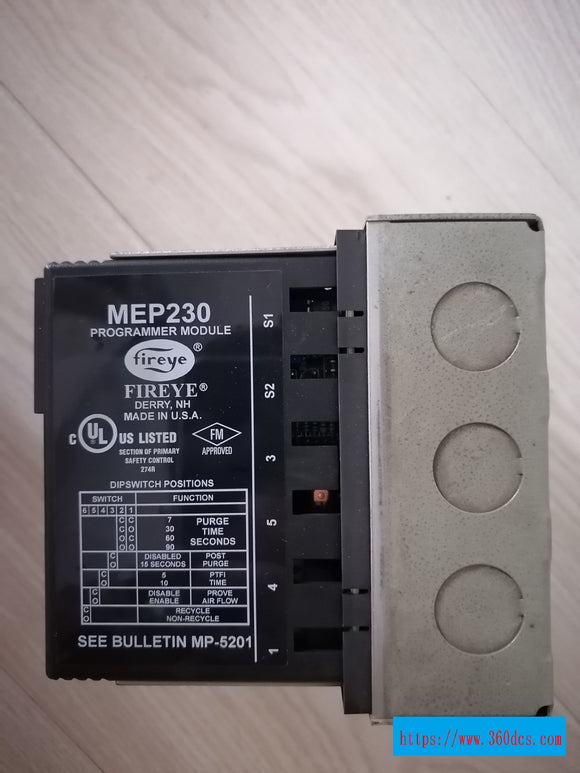 MEP230
PROGRAMMER MODULE
fireye®
FIREYE®
DERRY, NH
MADE IN U.S.A.
C UL US LISTED
SECTION OF PRIMARY
SAFETY CONTROL
274R
FM
APPROVED
DIPSWITCH POSITIONS
SWITCH FUNCTION
6 5 4 3 2 1
C C 7 PURGE
C O 30 TIME
O C 60 SECONDS
O O 90
C DISABLED POST
O 15 SECONDS PURGE
C 5 PTFI
O 10 TIME
C DISABLE PROVE
O ENABLE AIR FLOW
C RECYCLE
O NON-RECYCLE
SEE BULLETIN MP-5201
S1
S2
3
5
4
1
https://www.360dcs.com